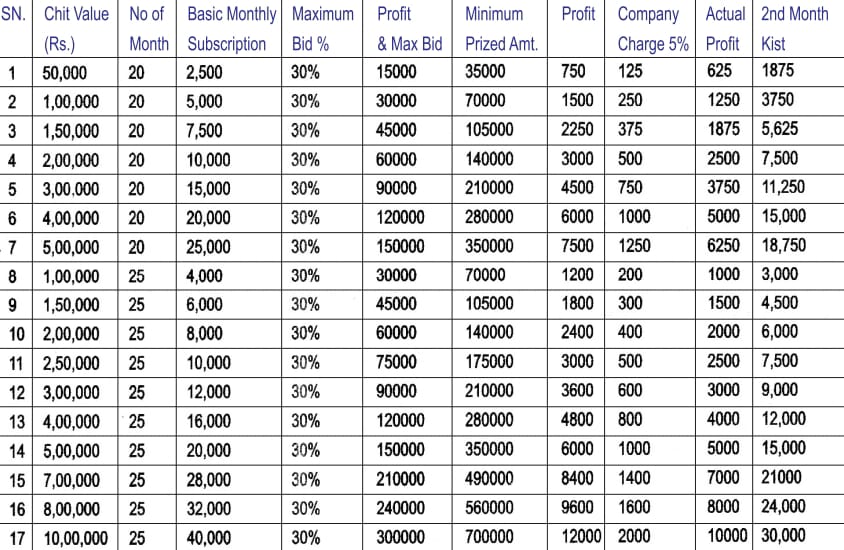 SN. Chit Value No of Basic Monthly Maximum Profit Minimum Profit Company Actual 2nd Month
(Rs.) Month Subscription Bid % & Max Bid Prized Amt. Charge 5% Profit Kist
1 50,000 20 2,500 30% 15000 35000 750 125 625 1875
2 1,00,000 20 5,000 30% 30000 70000 1500 250 1250 3750
3 1,50,000 20 7,500 30% 45000 105000 2250 375 1875 5,625
4 2,00,000 20 10,000 30% 60000 140000 3000 500 2500 7,500
5 3,00,000 20 15,000 30% 90000 210000 4500 750 3750 11,250
6 4,00,000 20 20,000 30% 120000 280000 6000 1000 5000 15,000
7 5,00,000 20 25,000 30% 150000 350000 7500 1250 6250 18,750
8 1,00,000 25 4,000 30% 30000 70000 1200 200 1000 3,000
9 1,50,000 25 6,000 30% 45000 105000 1800 300 1500 4,500
10 2,00,000 25 8,000 30% 60000 140000 2400 400 2000 6,000
11 2,50,000 25 10,000 30% 75000 175000 3000 500 2500 7,500
12 3,00,000 25 12,000 30% 90000 210000 3600 600 3000 9,000
13 4,00,000 25 16,000 30% 120000 280000 4800 800 4000 12,000
14 5,00,000 25 20,000 30% 150000 350000 6000 1000 5000 15,000
15 7,00,000 25 28,000 30% 210000 490000 8400 1400 7000 21000
16 8,00,000 25 32,000 30% 240000 560000 9600 1600 8000 24,000
17 10,00,000 25 40,000 30% 300000 700000 12000 2000 10000 30,000